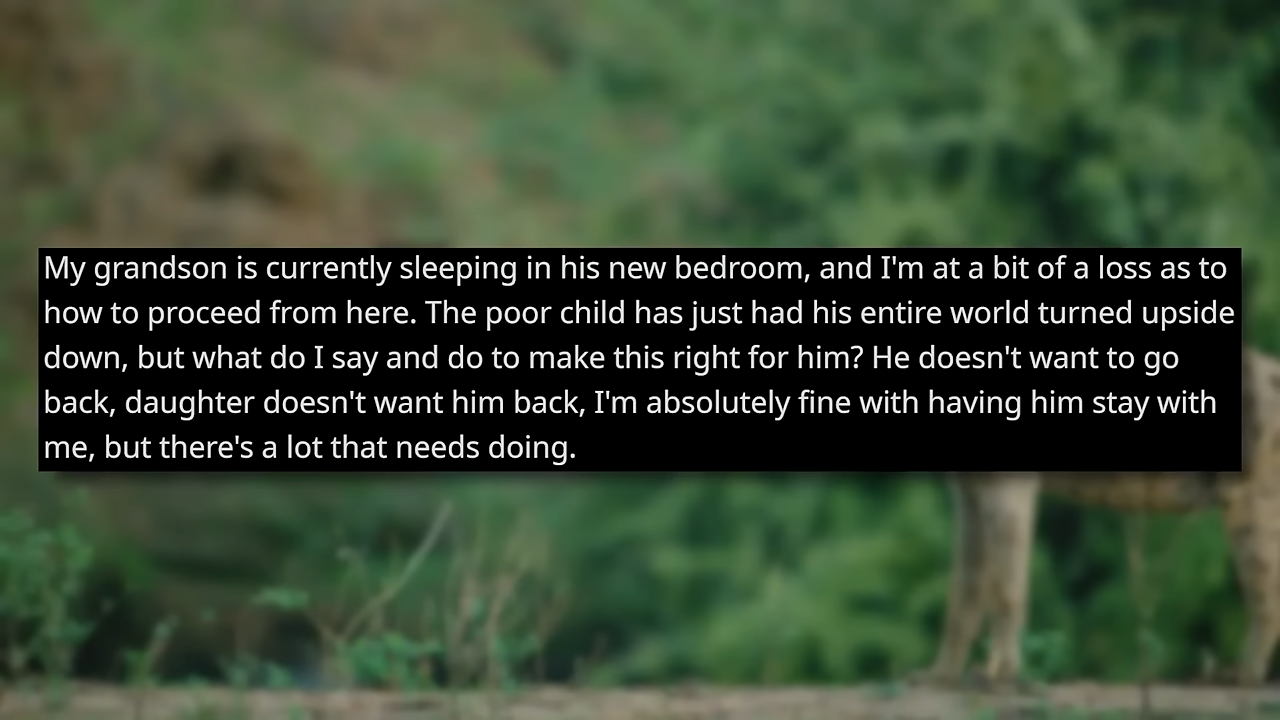 My grandson is currently sleeping in his new bedroom, and I'm at a bit of a loss as to
how to proceed from here. The poor child has just had his entire world turned upside
down, but what do I say and do to make this right for him? He doesn't want to go
back, daughter doesn't want him back, I'm absolutely fine with having him stay with
me, but there's a lot that needs doing.